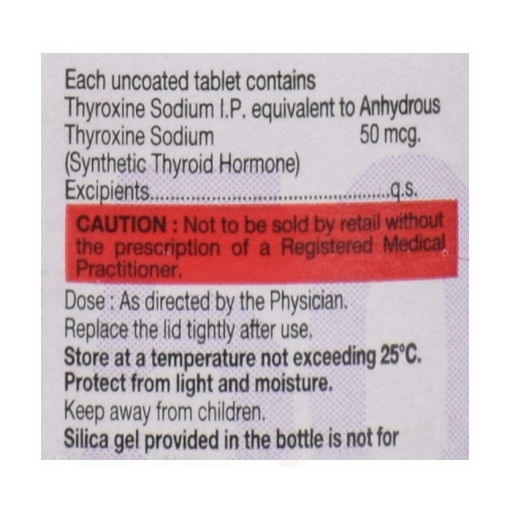 Each uncoated tablet contains
Thyroxine Sodium I.P. equivalent to Anhydrous
Thyroxine Sodium 50 mcg.
(Synthetic Thyroid Hormone)
Excipients..........................................q.s.
CAUTION : Not to be sold by retail without
the prescription of a Registered Medical
Practitioner.
Dose : As directed by the Physician.
Replace the lid tightly after use.
Store at a temperature not exceeding 25°C.
Protect from light and moisture.
Keep away from children.
Silica gel provided in the bottle is not for